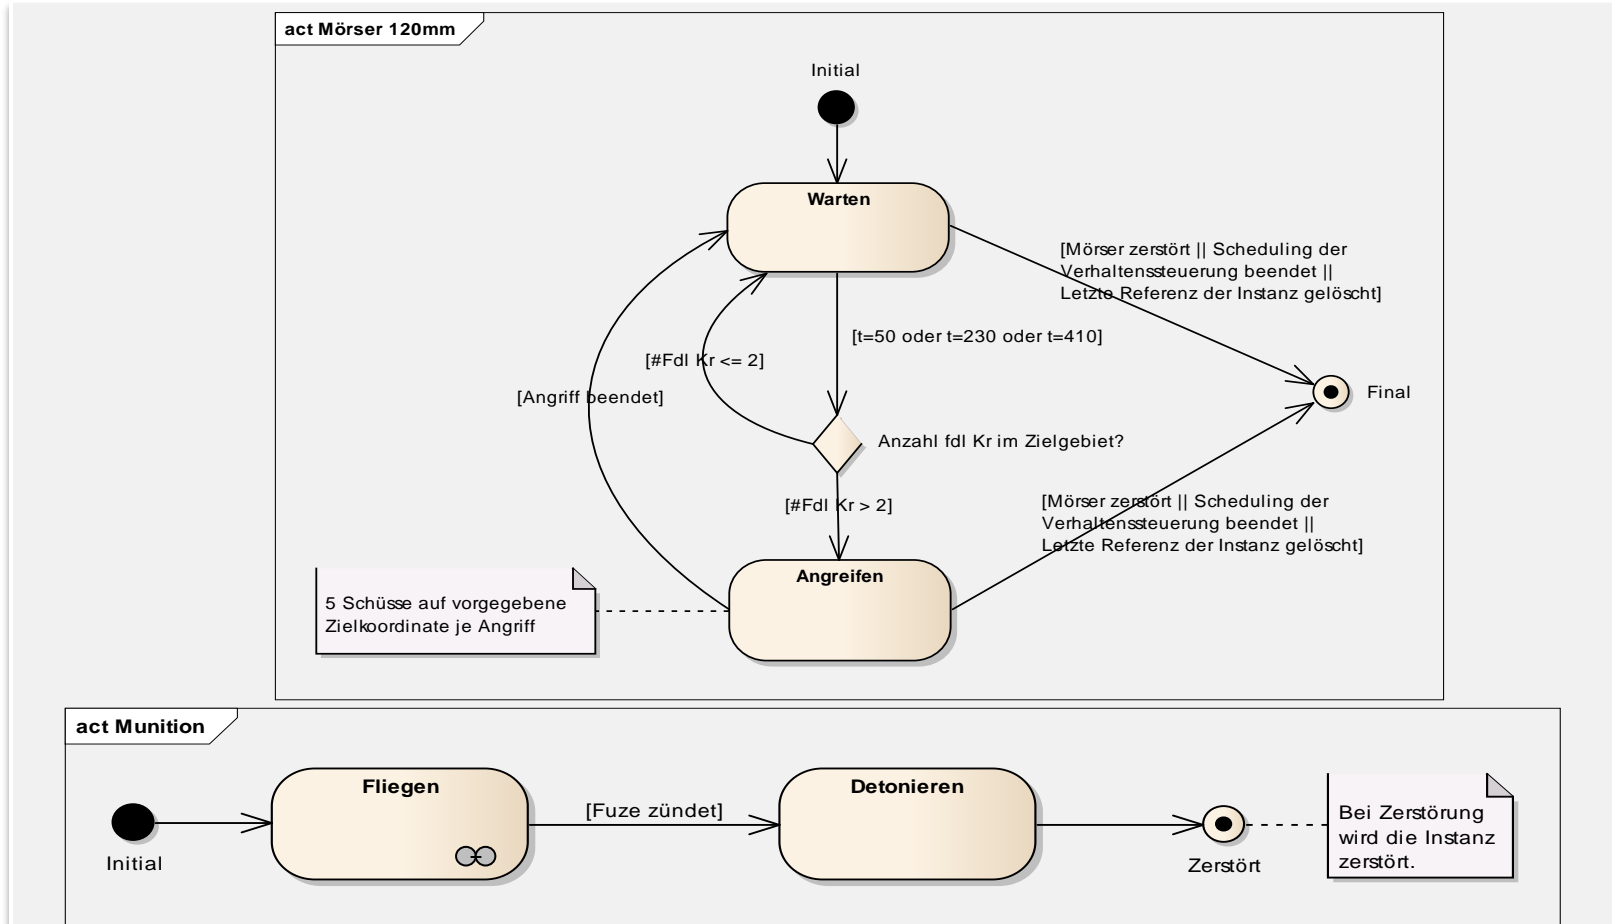 act Mörser 120mm
Initial
Warten
[Mörser zerstört || Scheduling der
Verhaltenssteuerung beendet ||
Letzte Referenz der Instanz gelöscht]
[t=50 oder t=230 oder t=410]
[#Fdl Kr <= 2]
[Angriff beendet]
Final
Anzahl fdl Kr im Zielgebiet?
[#Fdl Kr > 2]
[Mörser zerstört || Scheduling der
Verhaltenssteuerung beendet ||
Letzte Referenz der Instanz gelöscht]
Angreifen
5 Schüsse auf vorgegebene
Zielkoordinate je Angriff
act Munition
Initial
Fliegen
[Fuze zündet]
Detonieren
Zerstört
Bei Zerstörung
wird die Instanz
zerstört.